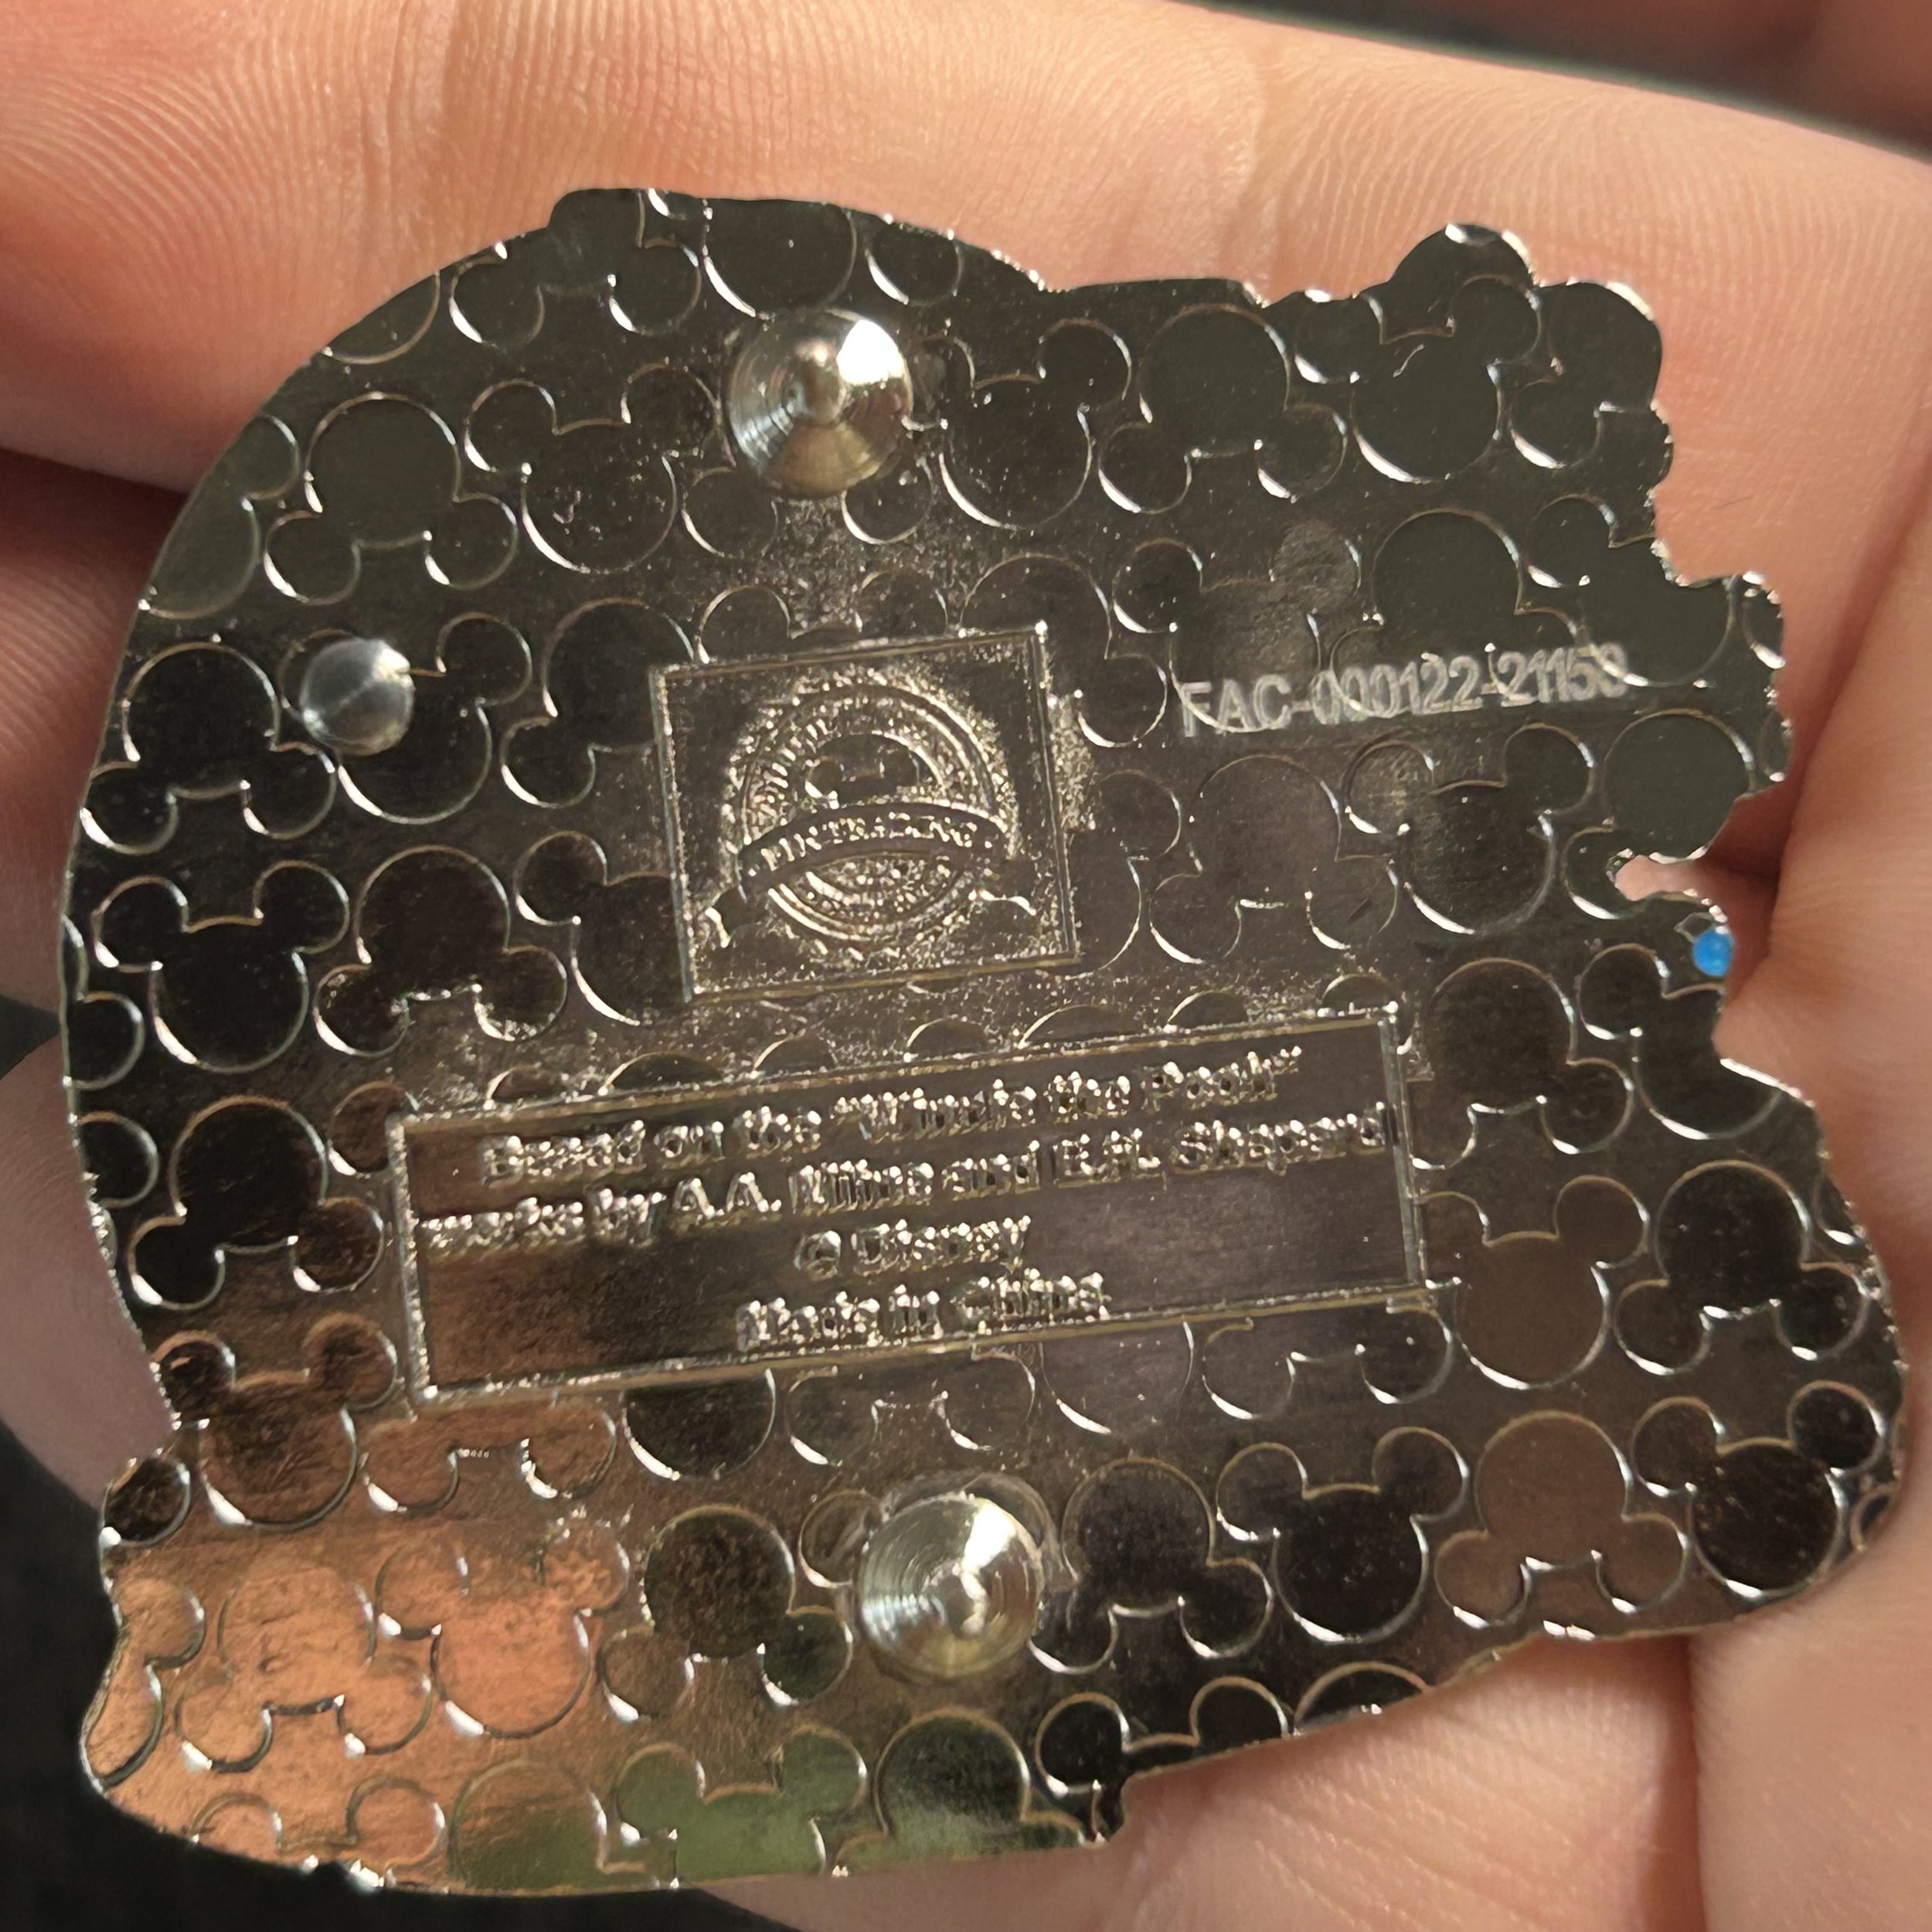 FAC-000122-21153
PIN TRADING
Based on the "Winnie the Pooh"
works by A.A. Milne and E.H. Shepard
© Disney
Made in China